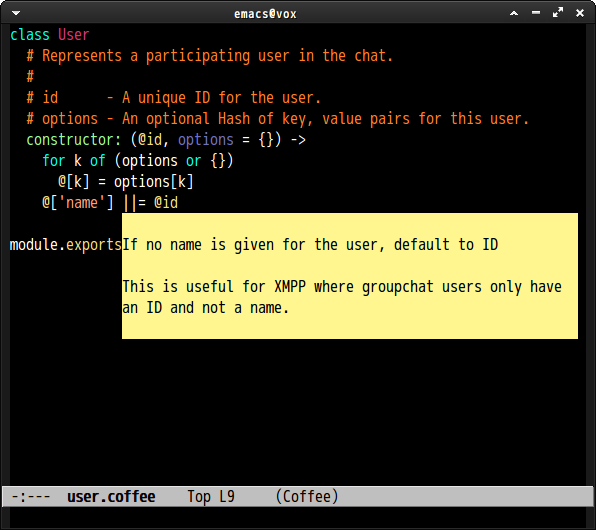 emacs@vox
class User
  # Represents a participating user in the chat.
  #
  # id      - A unique ID for the user.
  # options - An optional Hash of key, value pairs for this user.
  constructor: (@id, options = {}) ->
    for k of (options or {})
      @[k] = options[k]
    @['name'] ||= @id
module.exports
If no name is given for the user, default to ID
This is useful for XMPP where groupchat users only have
an ID and not a name.
-:---  user.coffee    Top L9     (Coffee)